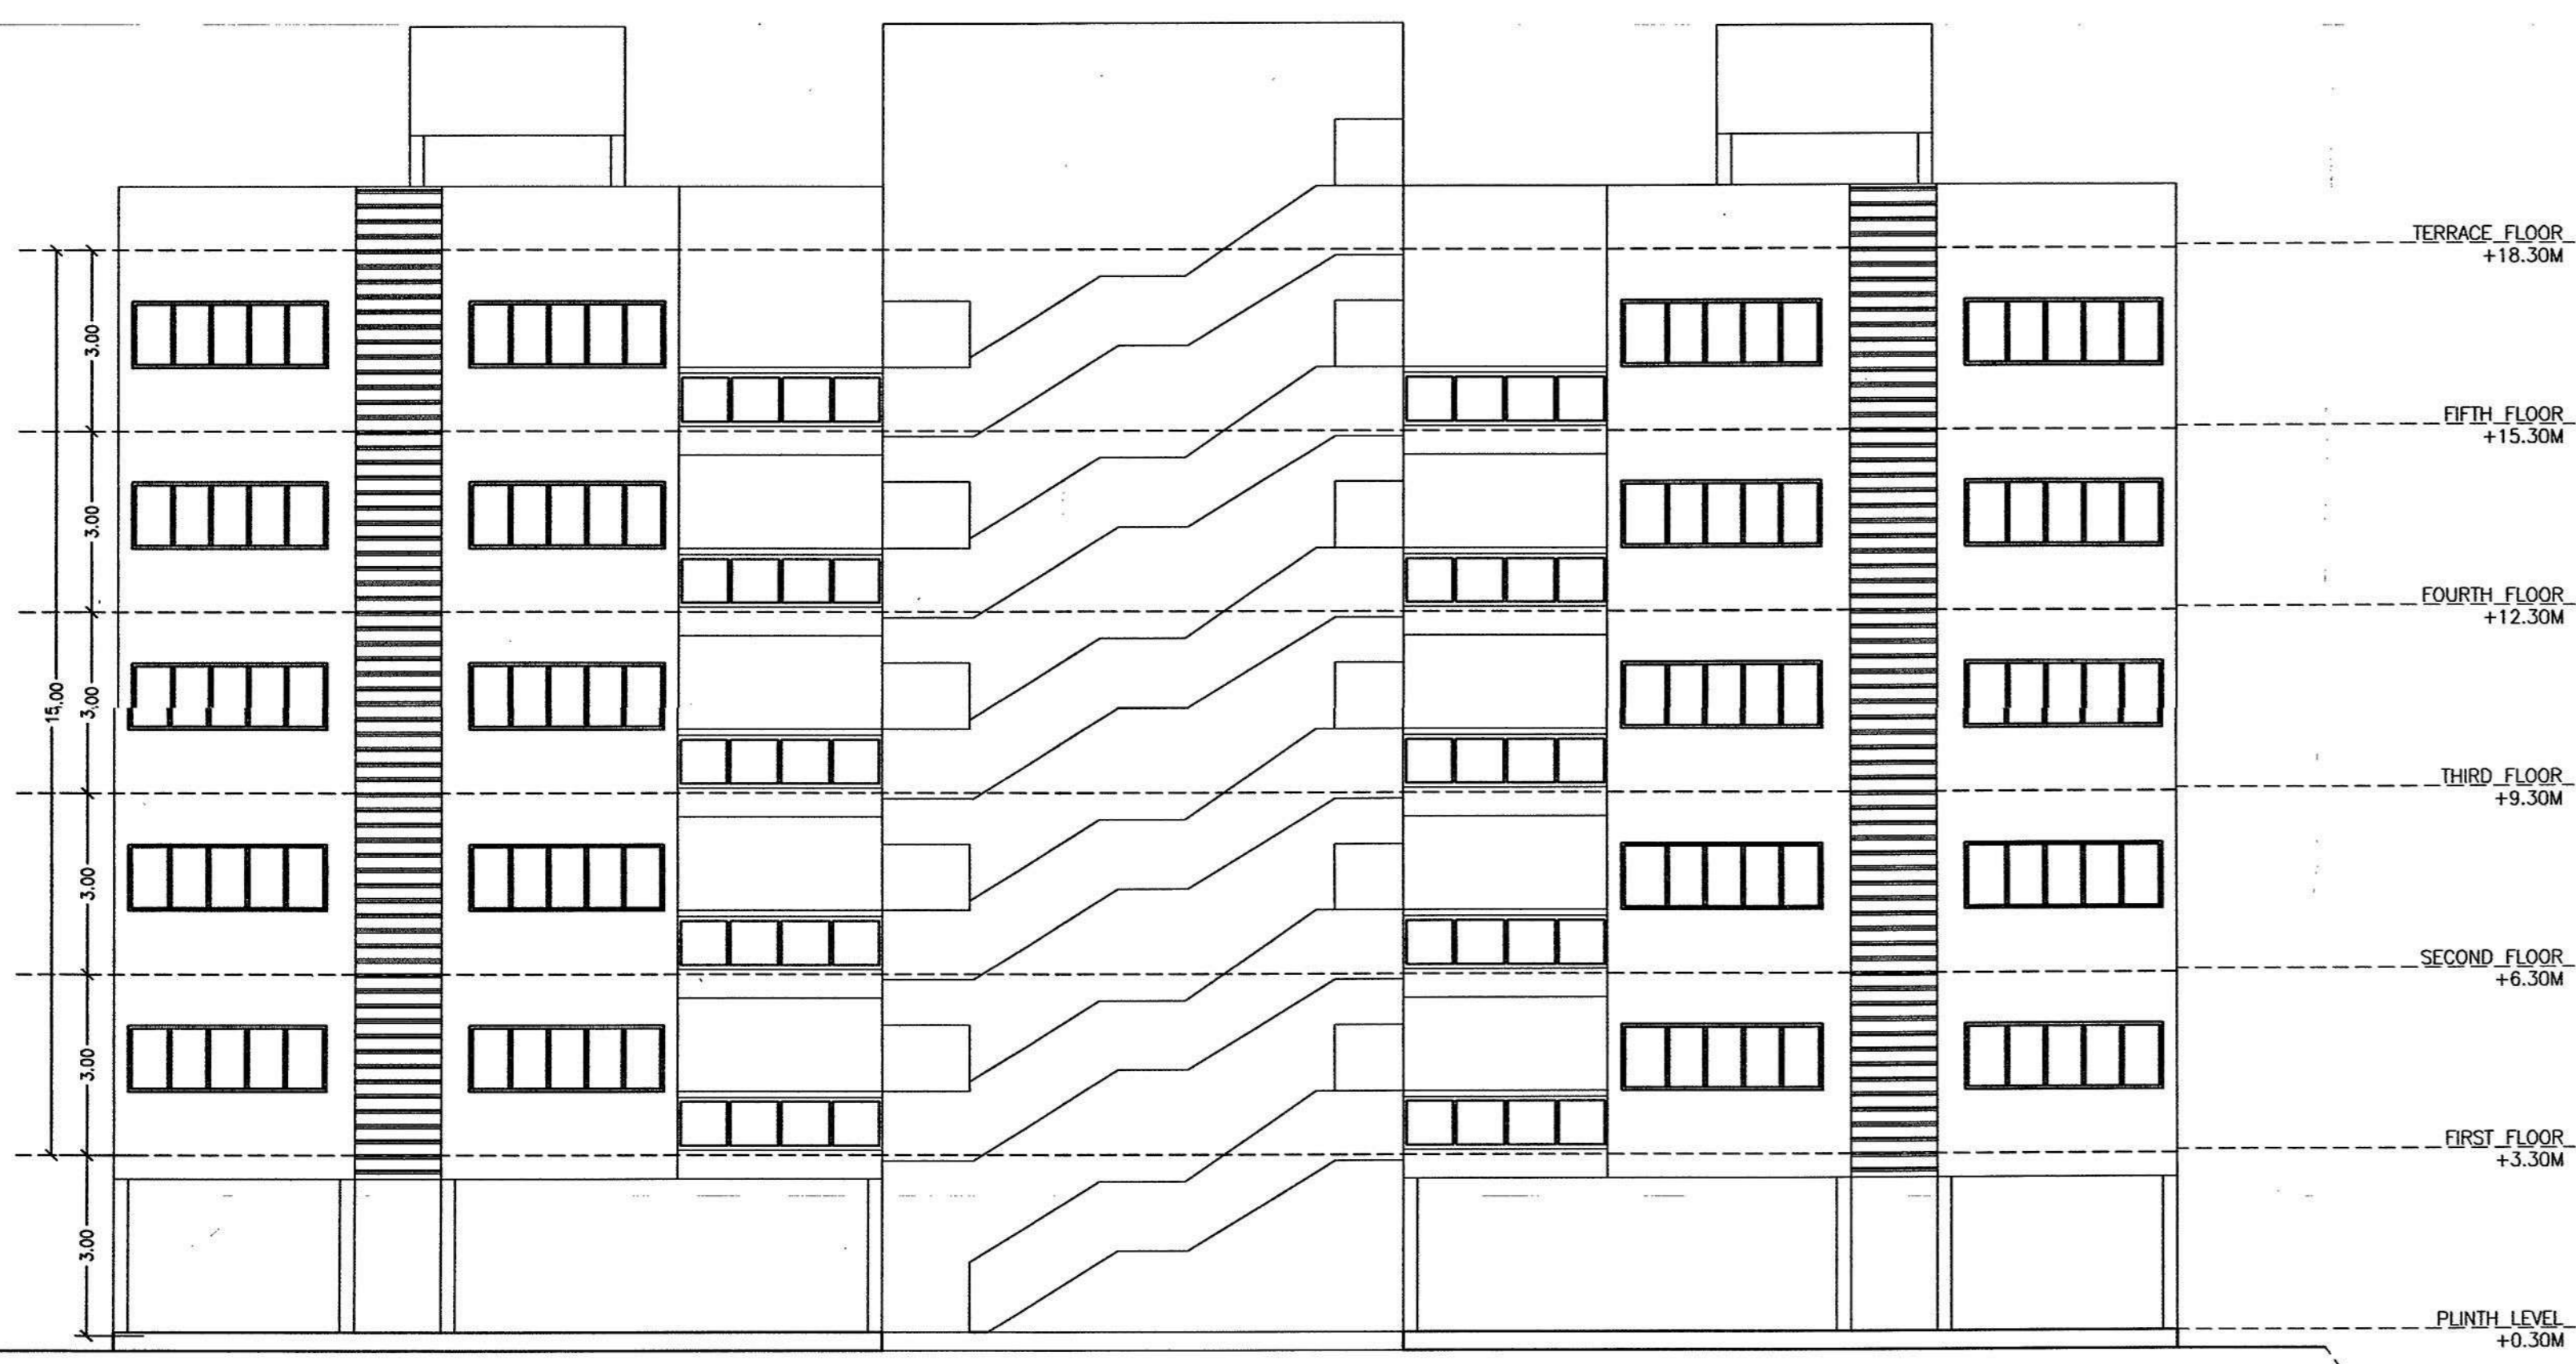 TERRACE FLOOR
+18.30M
3.00
FIFTH FLOOR
+15.30M
3.00
FOURTH FLOOR
+12.30M
15.00
3.00
THIRD FLOOR
+9.30M
3.00
SECOND FLOOR
+6.30M
3.00
FIRST FLOOR
+3.30M
3.00
PLINTH LEVEL
+0.30M